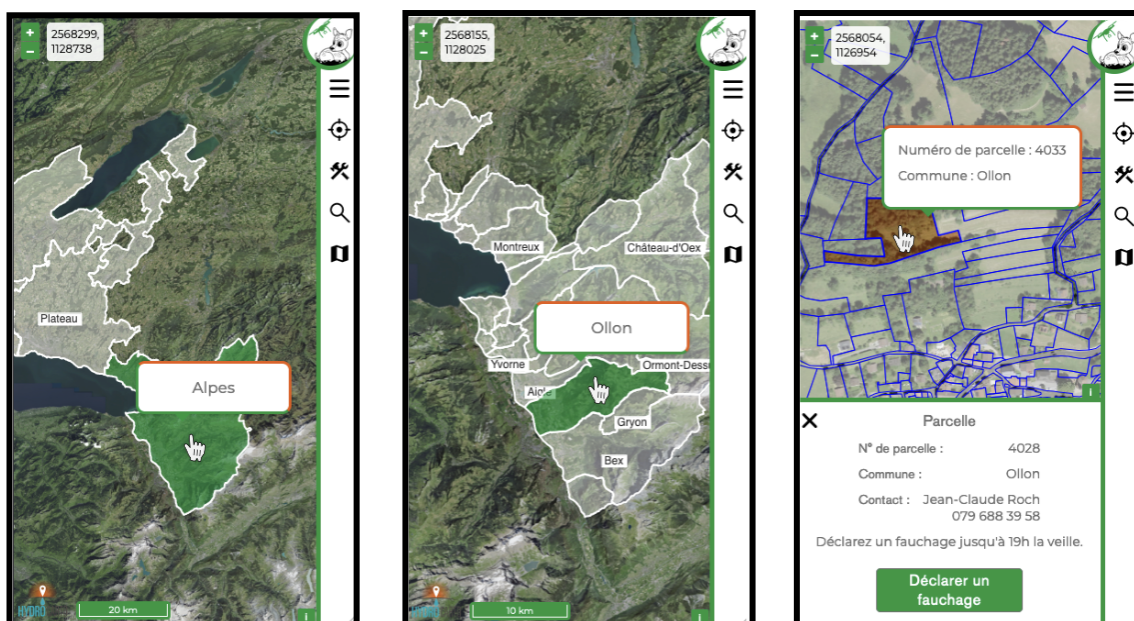 +
−
2568299,
1128738
Plateau
Alpes
HYDRO
20 km
i
+
−
2568155,
1128025
Montreux
Château-d'Oex
Ollon
Yvorne
Ormont-Dess
Aigle
Gryon
Bex
HYDRO
10 km
i
+
−
2568054,
1126954
Numéro de parcelle : 4033
Commune : Ollon
i
Parcelle
N° de parcelle : 4028
Commune : Ollon
Contact : Jean-Claude Roch
079 688 39 58
Déclarez un fauchage jusqu'à 19h la veille.
Déclarer un
fauchage